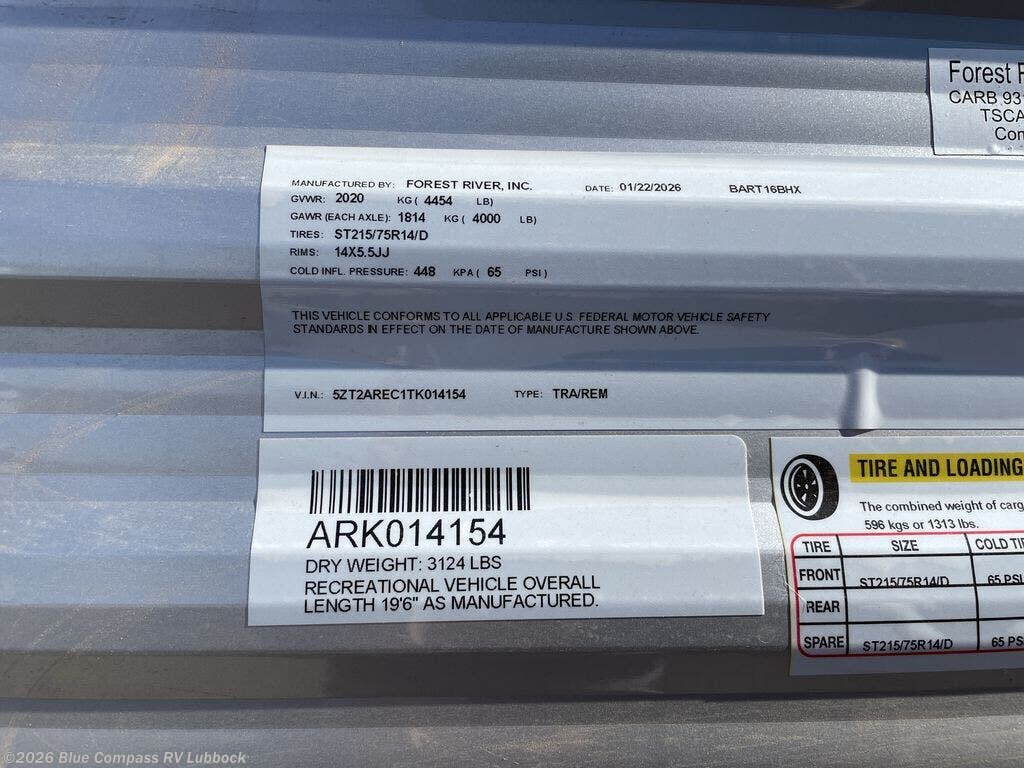 Forest
CARB 93
TSCA
MANUFACTURED BY: FOREST RIVER, INC. DATE: 01/22/2026 BART16BHX
GVWR: 2020 KG ( 4454 LB)
GAWR (EACH AXLE): 1814 KG ( 4000 LB)
TIRES: ST215/75R14/D
RIMS: 14X5.5JJ
COLD INFL. PRESSURE: 448 KPA ( 65 PSI )
THIS VEHICLE CONFORMS TO ALL APPLICABLE U.S. FEDERAL MOTOR VEHICLE SAFETY
STANDARDS IN EFFECT ON THE DATE OF MANUFACTURE SHOWN ABOVE.
V.I.N.: 5ZT2AREC1TK014154 TYPE: TRA/REM
ARK014154
DRY WEIGHT: 3124 LBS
RECREATIONAL VEHICLE OVERALL
LENGTH 19'6" AS MANUFACTURED.
TIRE AND LOADING
The combined weight of
596 kgs or 1313 lbs.
TIRE SIZE COLD
FRONT ST215/75R14/D 65 PSI
REAR
SPARE ST215/75R14/D 65 PS
©2026 Blue Compass RV Lubbock